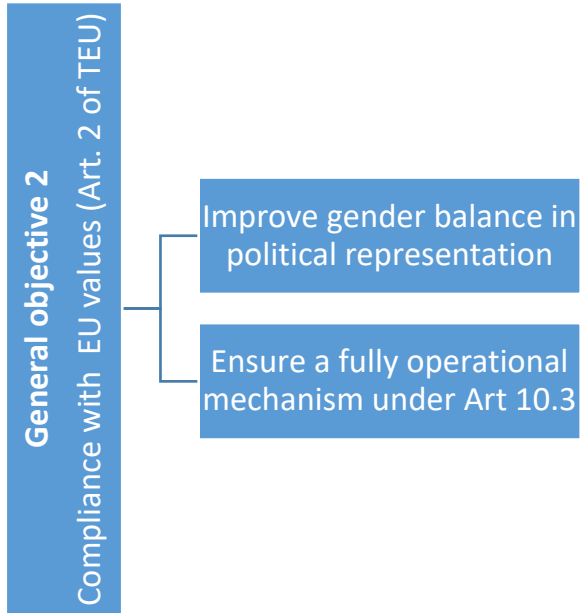 General objective 2
Compliance with EU values (Art. 2 of TEU)
Improve gender balance in
political representation
Ensure a fully operational
mechanism under Art 10.3